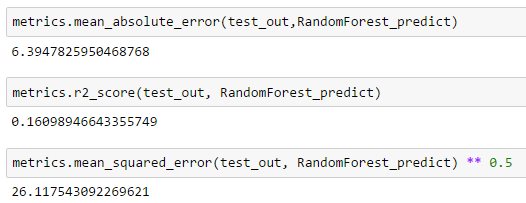 metrics.mean_absolute_error(test_out,RandomForest_predict)
6.3947825950468768
metrics.r2_score(test_out, RandomForest_predict)
0.16098946643355749
metrics.mean_squared_error(test_out, RandomForest_predict) ** 0.5
26.117543092269621